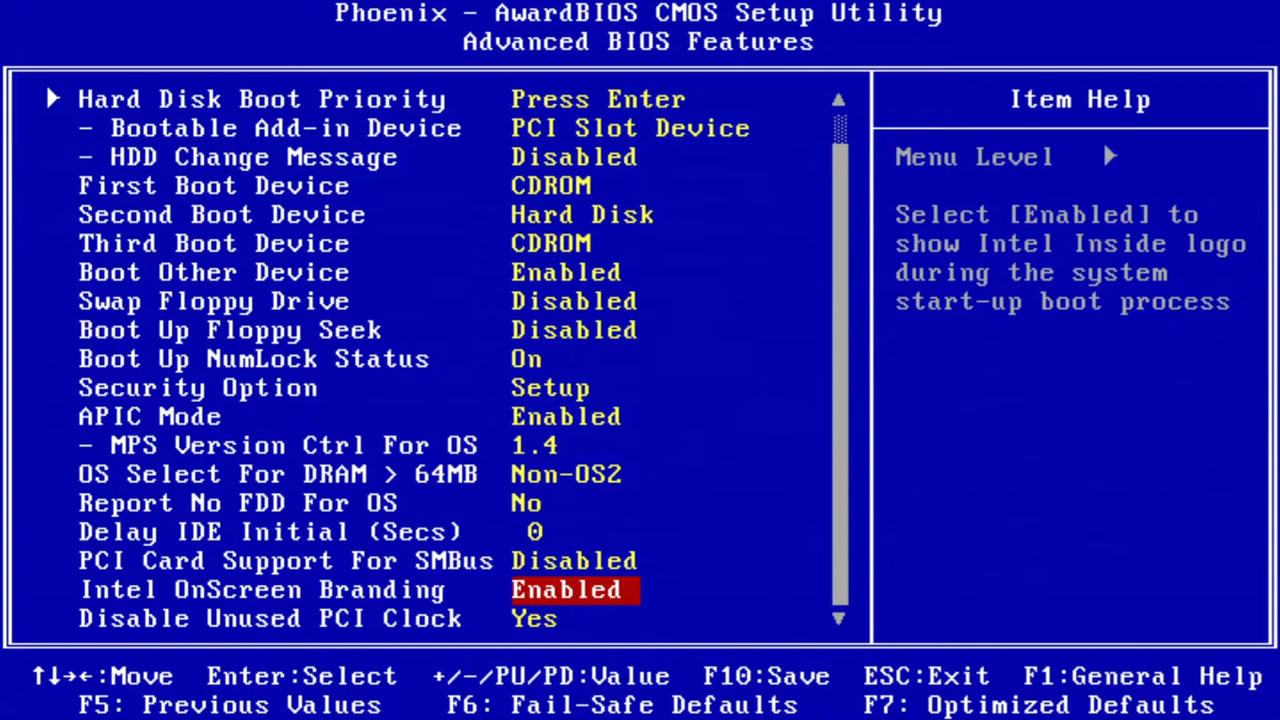 Phoenix - AwardBIOS CMOS Setup Utility
Advanced BIOS Features
Hard Disk Boot Priority Press Enter
- Bootable Add-in Device PCI Slot Device
- HDD Change Message Disabled
First Boot Device CDROM
Second Boot Device Hard Disk
Third Boot Device CDROM
Boot Other Device Enabled
Swap Floppy Drive Disabled
Boot Up Floppy Seek Disabled
Boot Up NumLock Status On
Security Option Setup
APIC Mode Enabled
- MPS Version Ctrl For OS 1.4
OS Select For DRAM > 64MB Non-OS2
Report No FDD For OS No
Delay IDE Initial (Secs) 0
PCI Card Support For SMBus Disabled
Intel OnScreen Branding Enabled
Disable Unused PCI Clock Yes
Item Help
Menu Level
Select [Enabled] to
show Intel Inside logo
during the system
start-up boot process
↑↓→←:Move Enter:Select +/-/PU/PD:Value F10:Save ESC:Exit F1:General Help
F5: Previous Values F6: Fail-Safe Defaults F7: Optimized Defaults